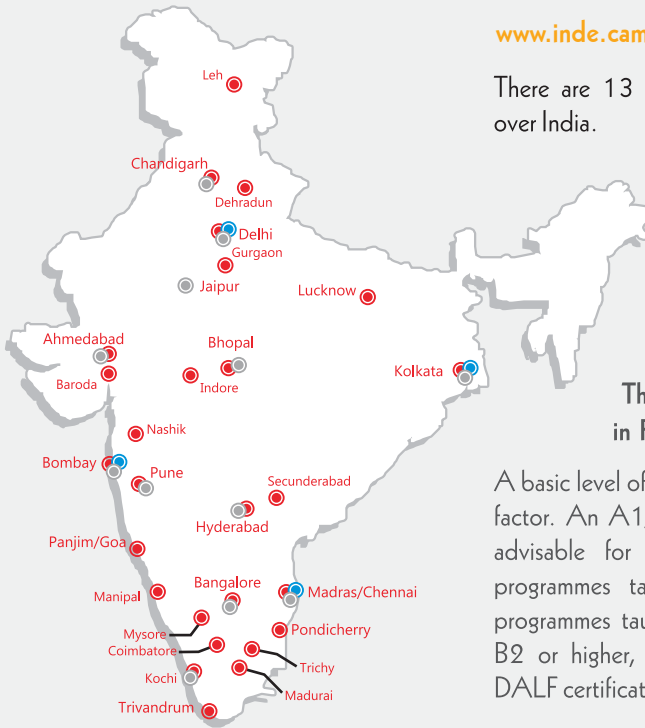 www.inde.cam
There are 13
over India.
Leh
Chandigarh
Dehradun
Delhi
Gurgaon
Jaipur
Lucknow
Ahmedabad
Bhopal
Kolkata
Baroda
Indore
Nashik
Bombay
Pune
Secunderabad
Hyderabad
Panjim/Goa
Bangalore
Manipal
Madras/Chennai
Mysore
Pondicherry
Coimbatore
Trichy
Kochi
Madurai
Trivandrum
Th
in F
A basic level of
factor. An A1,
advisable for
programmes ta
programmes tau
B2 or higher,
DALF certificat